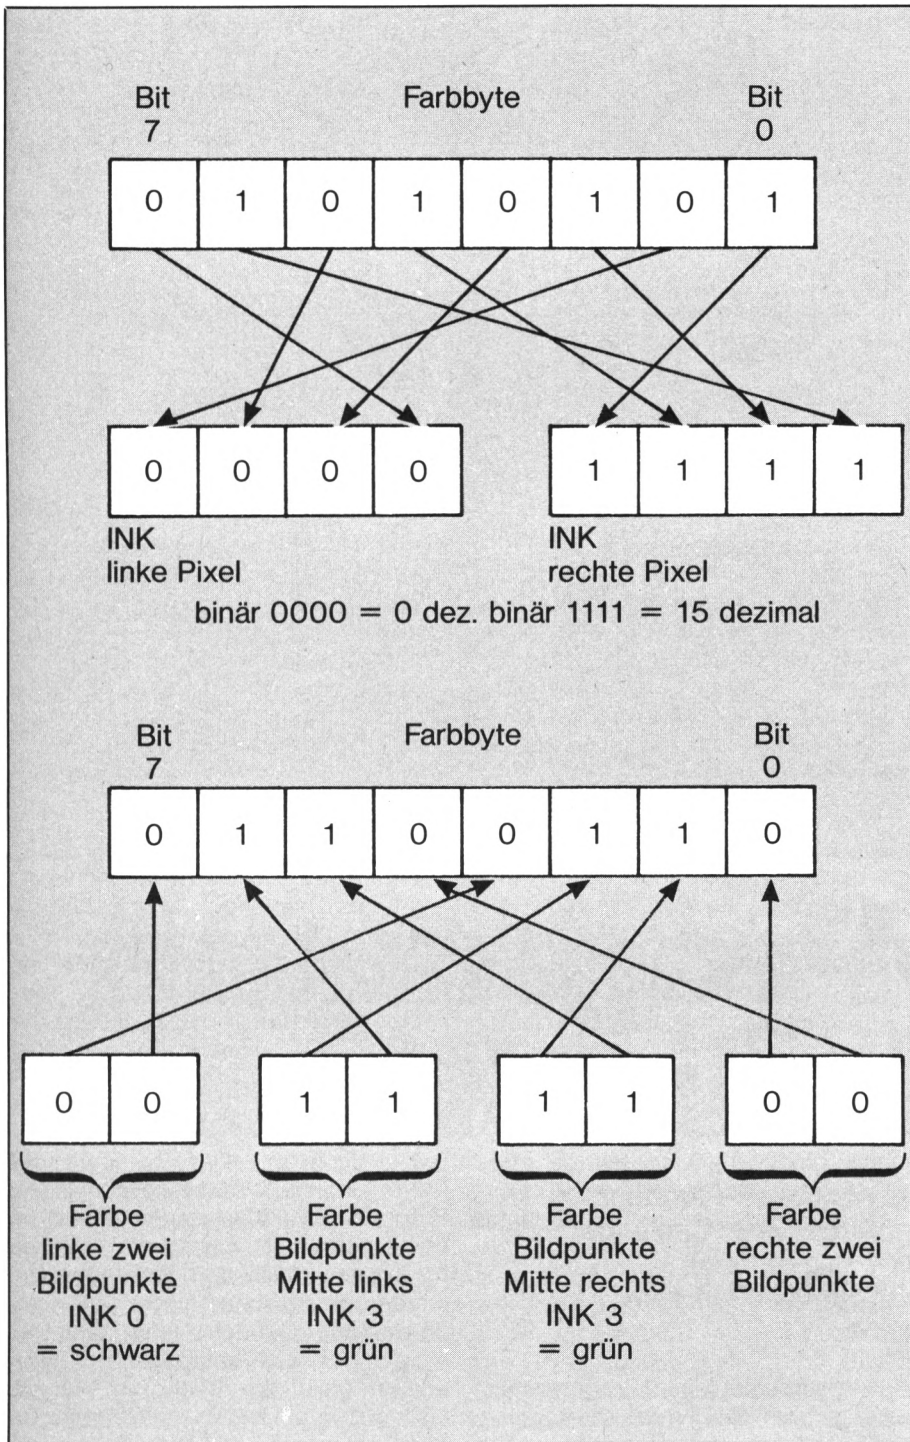 Bit Farbbyte Bit
7 0
0 1 0 1 0 1 0 1
0 0 0 0 1 1 1 1
INK INK
linke Pixel rechte Pixel
binär 0000 = 0 dez. binär 1111 = 15 dezimal
Bit Farbbyte Bit
7 0
0 1 1 0 0 1 1 0
0 0 1 1 1 1 0 0
Farbe
linke zwei
Bildpunkte
INK 0
= schwarz
Farbe
Bildpunkte
Mitte links
INK 3
= grün
Farbe
Bildpunkte
Mitte rechts
INK 3
= grün
Farbe
rechte zwei
Bildpunkte